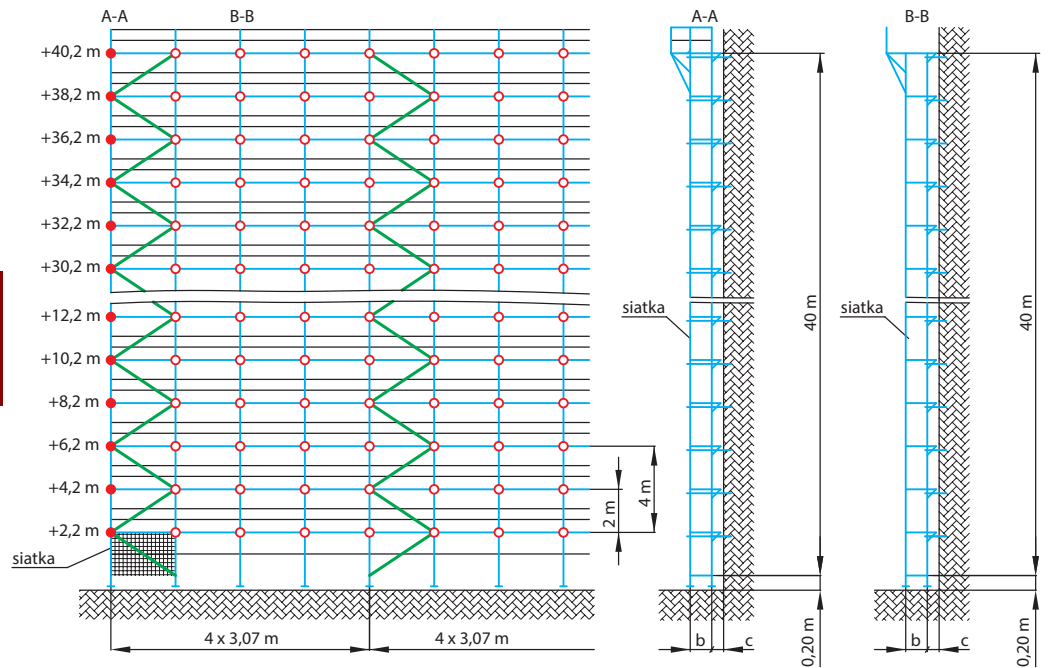 A-A
B-B
A-A
B-B
+40,2 m
+38,2 m
+36,2 m
+34,2 m
+32,2 m
+30,2 m
+12,2 m
+10,2 m
+8,2 m
+6,2 m
+4,2 m
+2,2 m
siatka
4 x 3,07 m
4 x 3,07 m
2 m
4 m
siatka
40 m
b
c
0,20 m
siatka
40 m
b
c
0,20 m